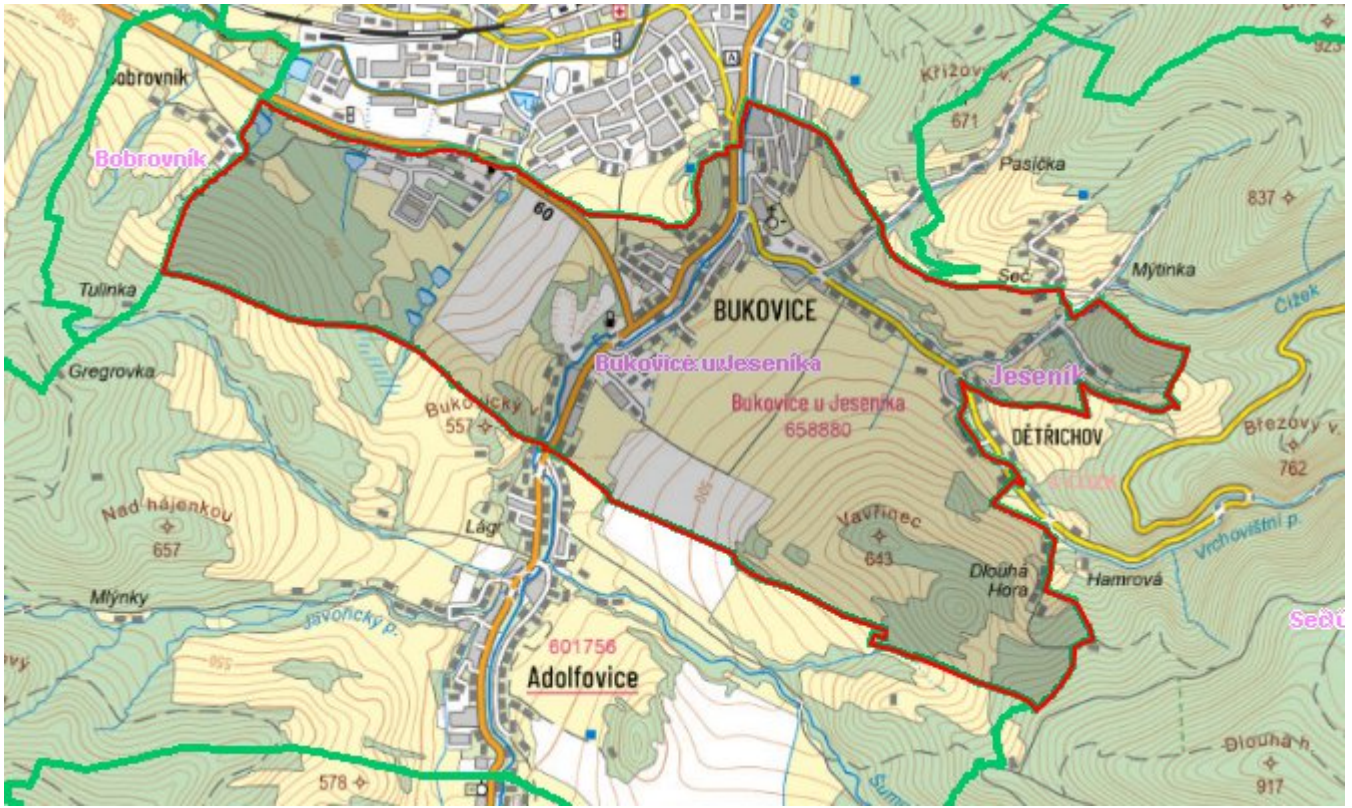 923
Křížový v.
671
Bobrovník
Bobrovník
Pasíčka
837
60
Seč
Mýtinka
Tulinka
Čížek
BUKOVICE
Gregrovka
Bukovice u Jeseníka
Jeseník
Bukovický v.
557
Bukovice u Jeseníka
658880
DĚTŘICHOV
Březový v.
762
500
Nad hájenkou
657
Lágr
Vavřinec
643
Vrchovištní p.
Dlouhá
Hora
Hamrová
Mlýnky
Javořický p.
550
601756
Adolfovice
Dlouhá h.
917
578